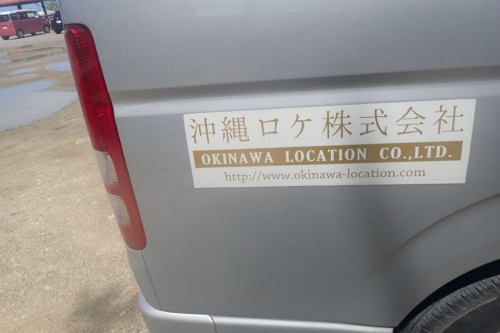 沖縄ロケ株式会社
OKINAWA LOCATION CO.,LTD.
http://www.okinawa-location.com